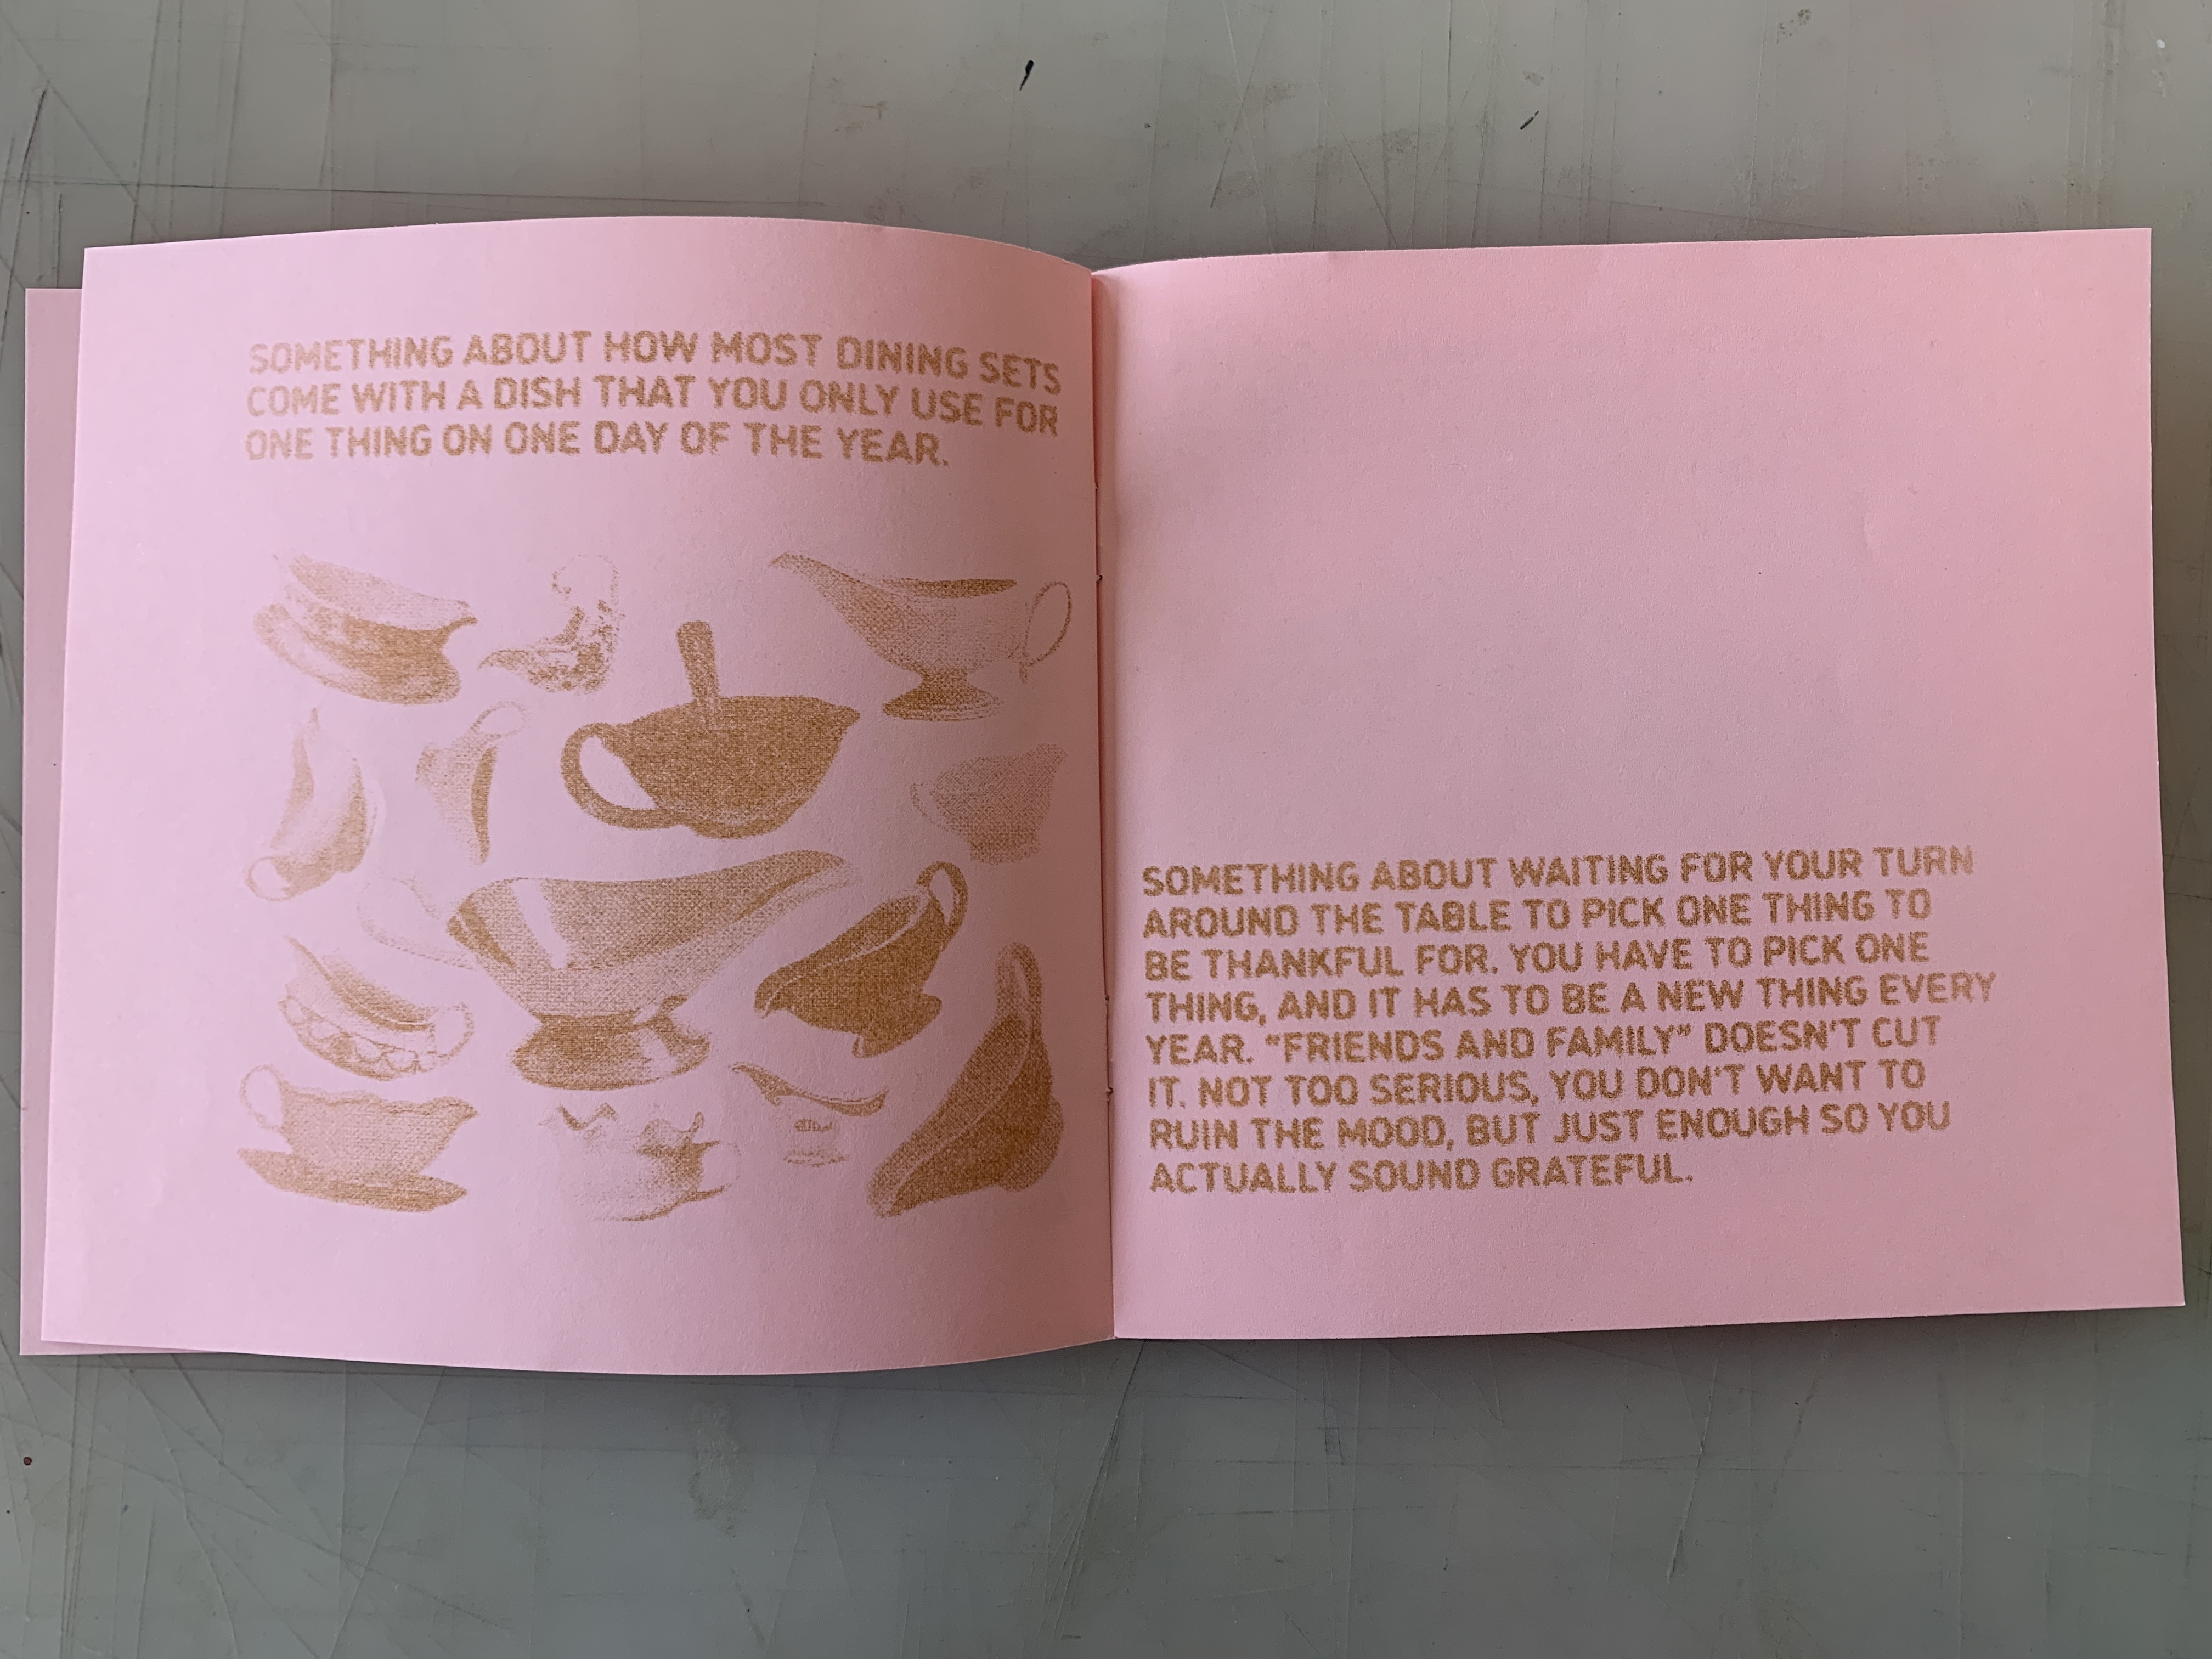 SOMETHING ABOUT HOW MOST DINING SETS
COME WITH A DISH THAT YOU ONLY USE FOR
ONE THING ON ONE DAY OF THE YEAR.
SOMETHING ABOUT WAITING FOR YOUR TURN
AROUND THE TABLE TO PICK ONE THING TO
BE THANKFUL FOR. YOU HAVE TO PICK ONE
THING, AND IT HAS TO BE A NEW THING EVERY
YEAR. "FRIENDS AND FAMILY" DOESN'T CUT
IT. NOT TOO SERIOUS, YOU DON'T WANT TO
RUIN THE MOOD, BUT JUST ENOUGH SO YOU
ACTUALLY SOUND GRATEFUL.